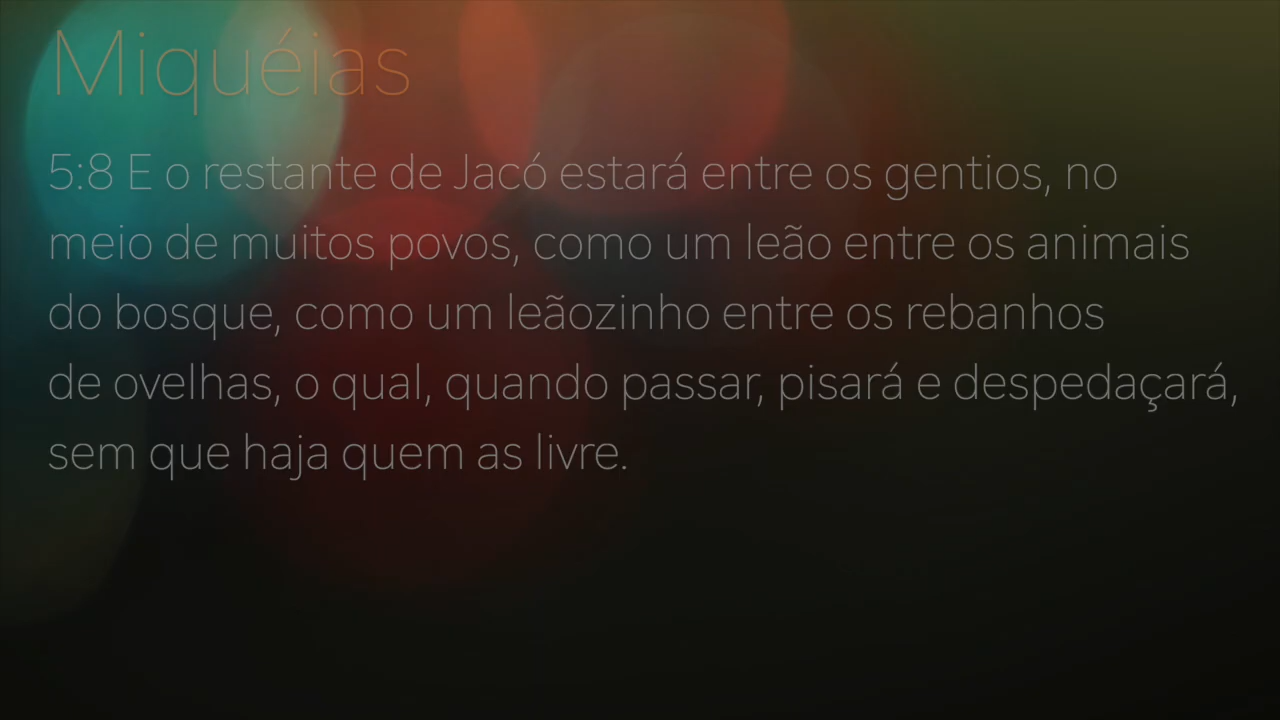 Miquéias
5:8 E o restante de Jacó estará entre os gentios, no
meio de muitos povos, como um leão entre os animais
do bosque, como um leãozinho entre os rebanhos
de ovelhas, o qual, quando passar, pisará e despedaçará,
sem que haja quem as livre.